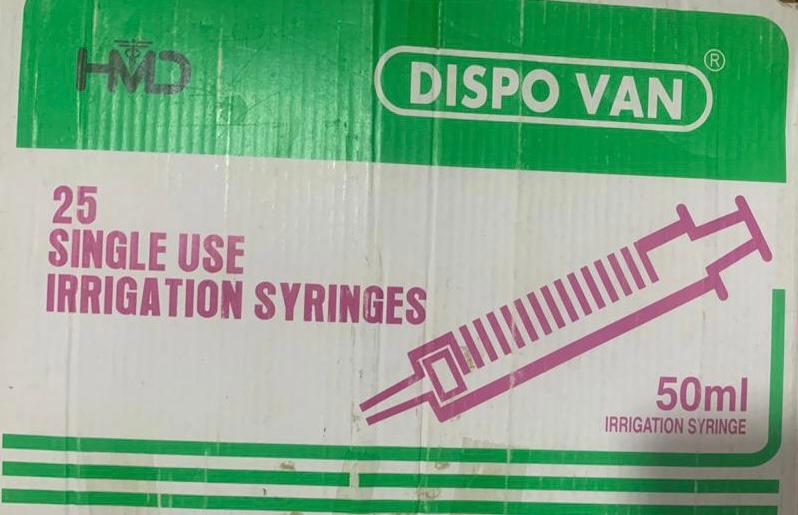 HMD
DISPO VAN®
25
SINGLE USE
IRRIGATION SYRINGES
50ml
IRRIGATION SYRINGE